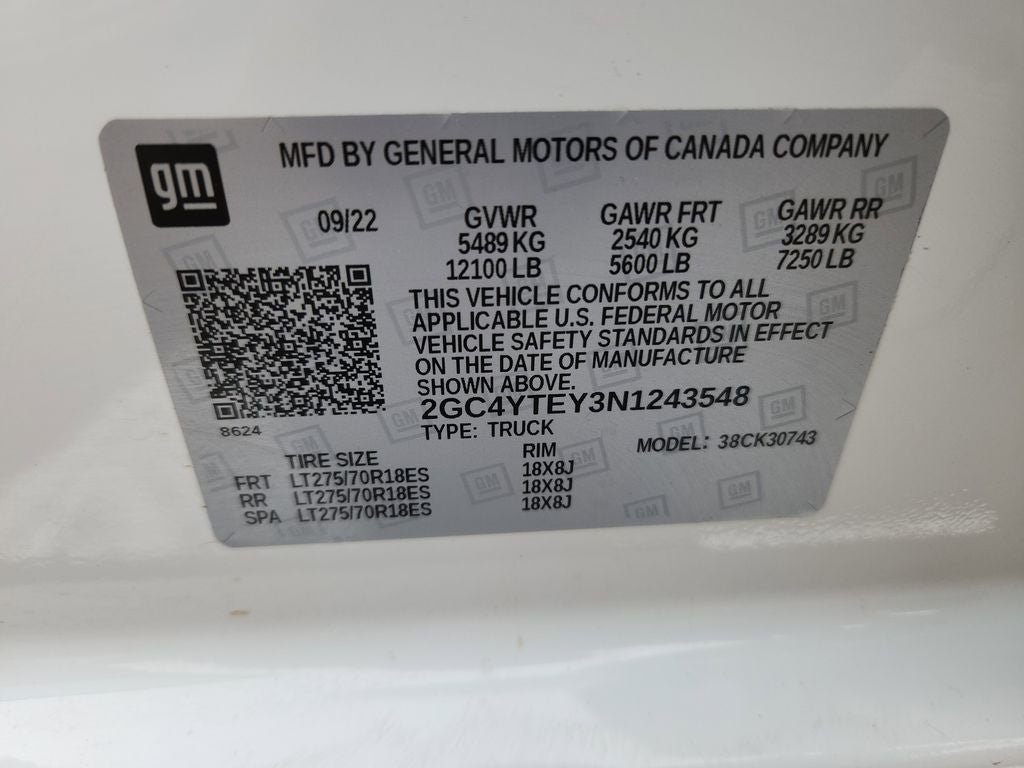 gm
MFD BY GENERAL MOTORS OF CANADA COMPANY
09/22 GVWR GAWR FRT GAWR RR
5489 KG 2540 KG 3289 KG
12100 LB 5600 LB 7250 LB
THIS VEHICLE CONFORMS TO ALL
APPLICABLE U.S. FEDERAL MOTOR
VEHICLE SAFETY STANDARDS IN EFFECT
ON THE DATE OF MANUFACTURE
SHOWN ABOVE.
2GC4YTEY3N1243548
8624
TYPE: TRUCK MODEL: 38CK30743
TIRE SIZE RIM
FRT LT275/70R18ES 18X8J
RR LT275/70R18ES 18X8J
SPA LT275/70R18ES 18X8J